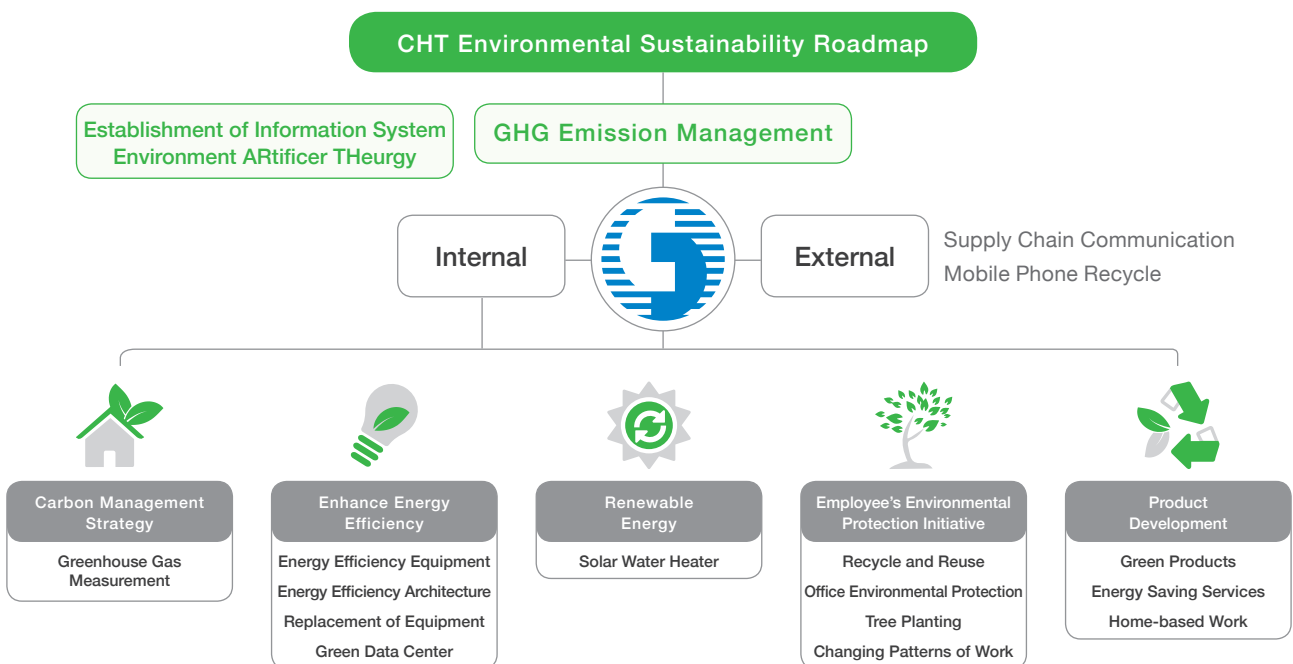 CHT Environmental Sustainability Roadmap
Establishment of Information System
Environment ARtificer THeurgy
GHG Emission Management
Internal
External
Supply Chain Communication
Mobile Phone Recycle
Carbon Management
Strategy
Greenhouse Gas
Measurement
Enhance Energy
Efficiency
Energy Efficiency Equipment
Energy Efficiency Architecture
Replacement of Equipment
Green Data Center
Renewable
Energy
Solar Water Heater
Employee's Environmental
Protection Initiative
Recycle and Reuse
Office Environmental Protection
Tree Planting
Changing Patterns of Work
Product
Development
Green Products
Energy Saving Services
Home-based Work